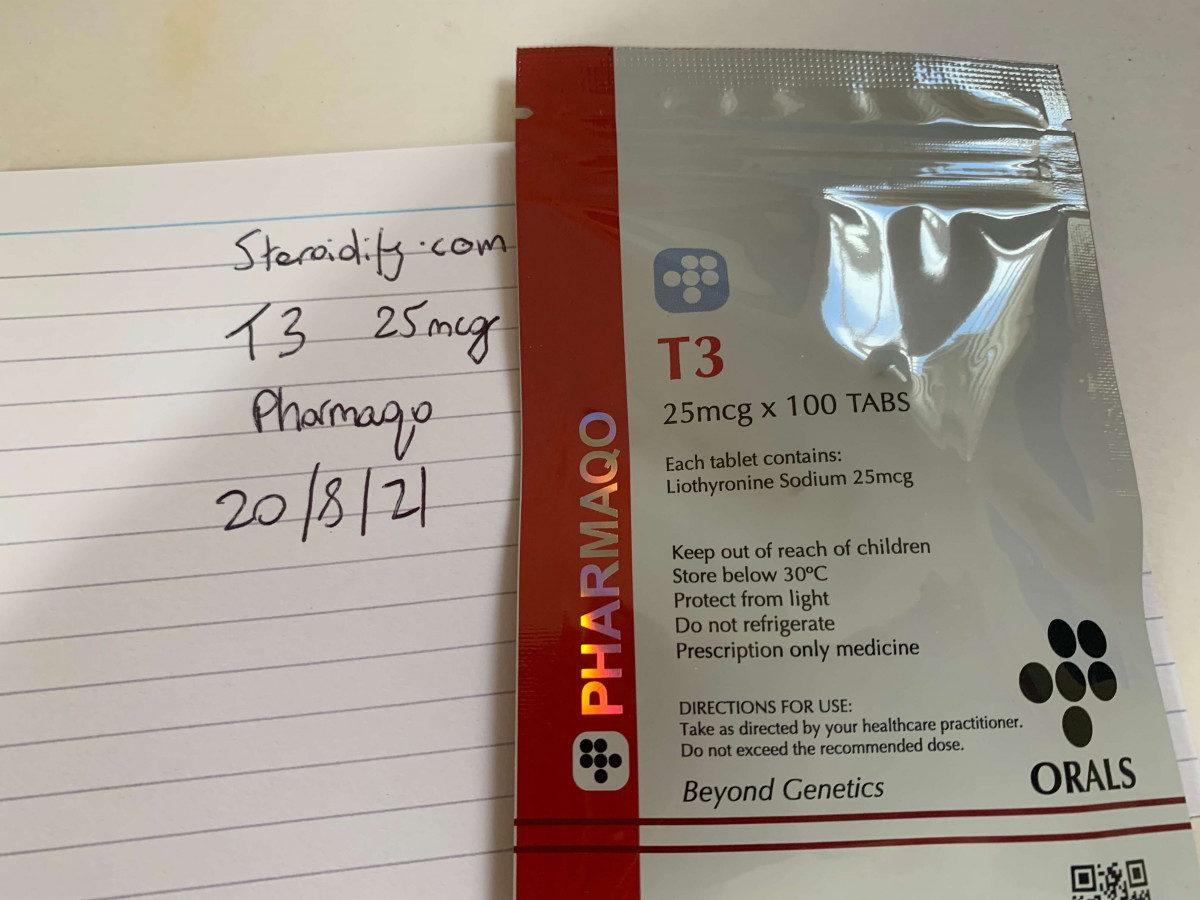 Steroidify.com
T3 25mcg
Pharmaqo
20/8/21
PHARMAQO
T3
25mcg x 100 TABS
Each tablet contains:
Liothyronine Sodium 25mcg
Keep out of reach of children
Store below 30ºC
Protect from light
Do not refrigerate
Prescription only medicine
DIRECTIONS FOR USE:
Take as directed by your healthcare practitioner.
Do not exceed the recommended dose.
Beyond Genetics
ORALS